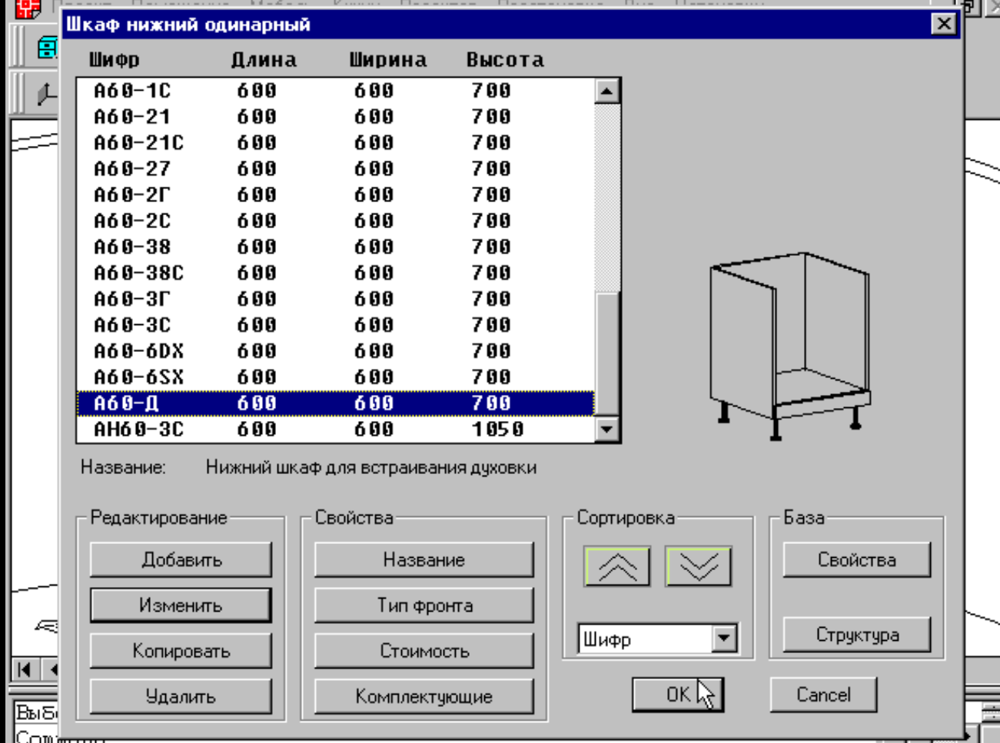 Шкаф нижний одинарный
Шифр Длина Ширина Высота
А60-1С 600 600 700
А60-21 600 600 700
А60-21С 600 600 700
А60-27 600 600 700
А60-2Г 600 600 700
А60-2С 600 600 700
А60-38 600 600 700
А60-38С 600 600 700
А60-3Г 600 600 700
А60-3С 600 600 700
А60-6DX 600 600 700
А60-6SX 600 600 700
А60-Д 600 600 700
АН60-3С 600 600 1050
Название: Нижний шкаф для встраивания духовки
Редактирование Свойства Сортировка База
Добавить Название Свойства
Изменить Тип фронта
Копировать Стоимость Шифр Структура
Удалить Комплектующие OK Cancel